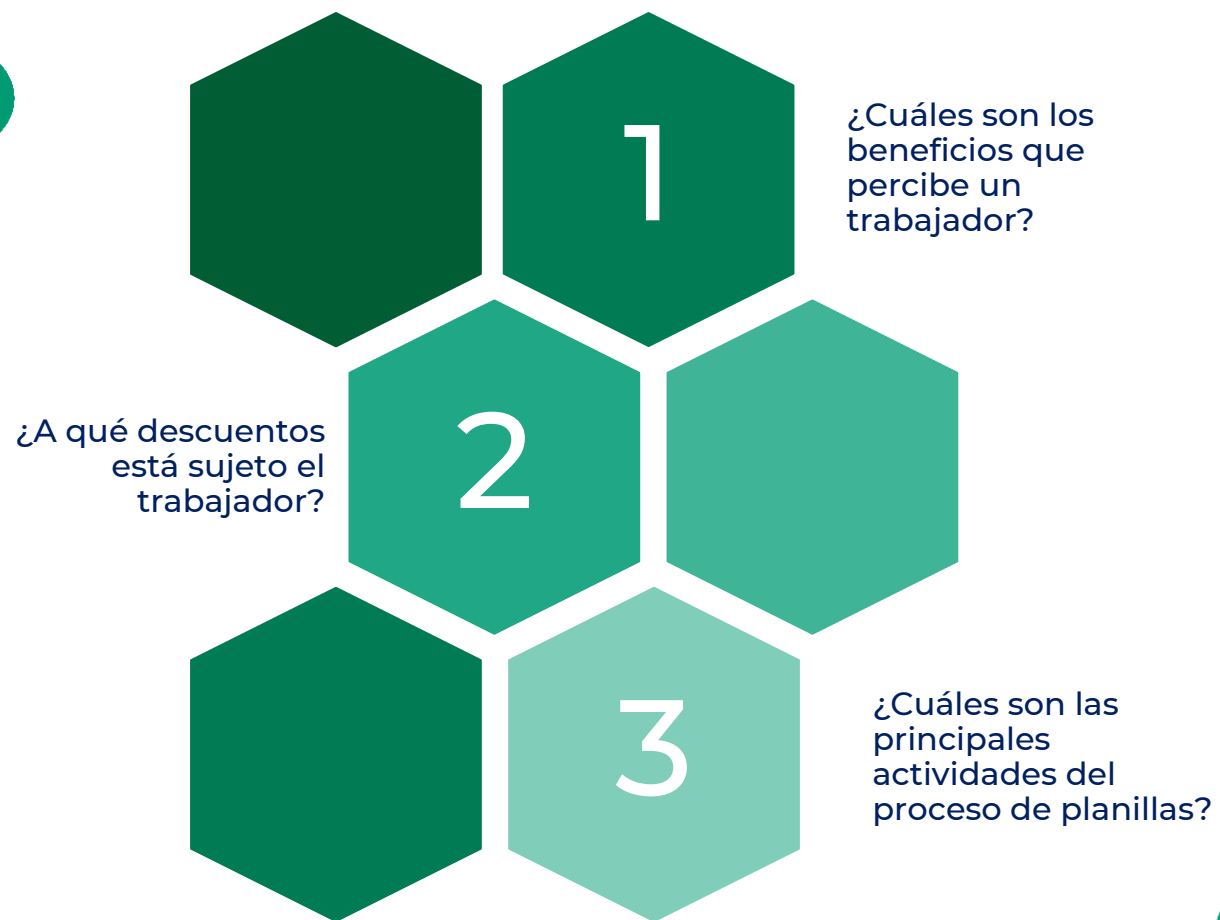 1
¿Cuáles son los
beneficios que
percibe un
trabajador?
¿A qué descuentos
está sujeto el
trabajador?
2
3
¿Cuáles son las
principales
actividades del
proceso de planillas?